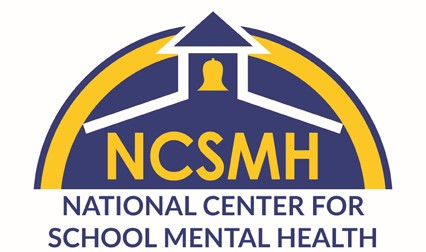 NCSMH
NATIONAL CENTER FOR
SCHOOL MENTAL HEALTH